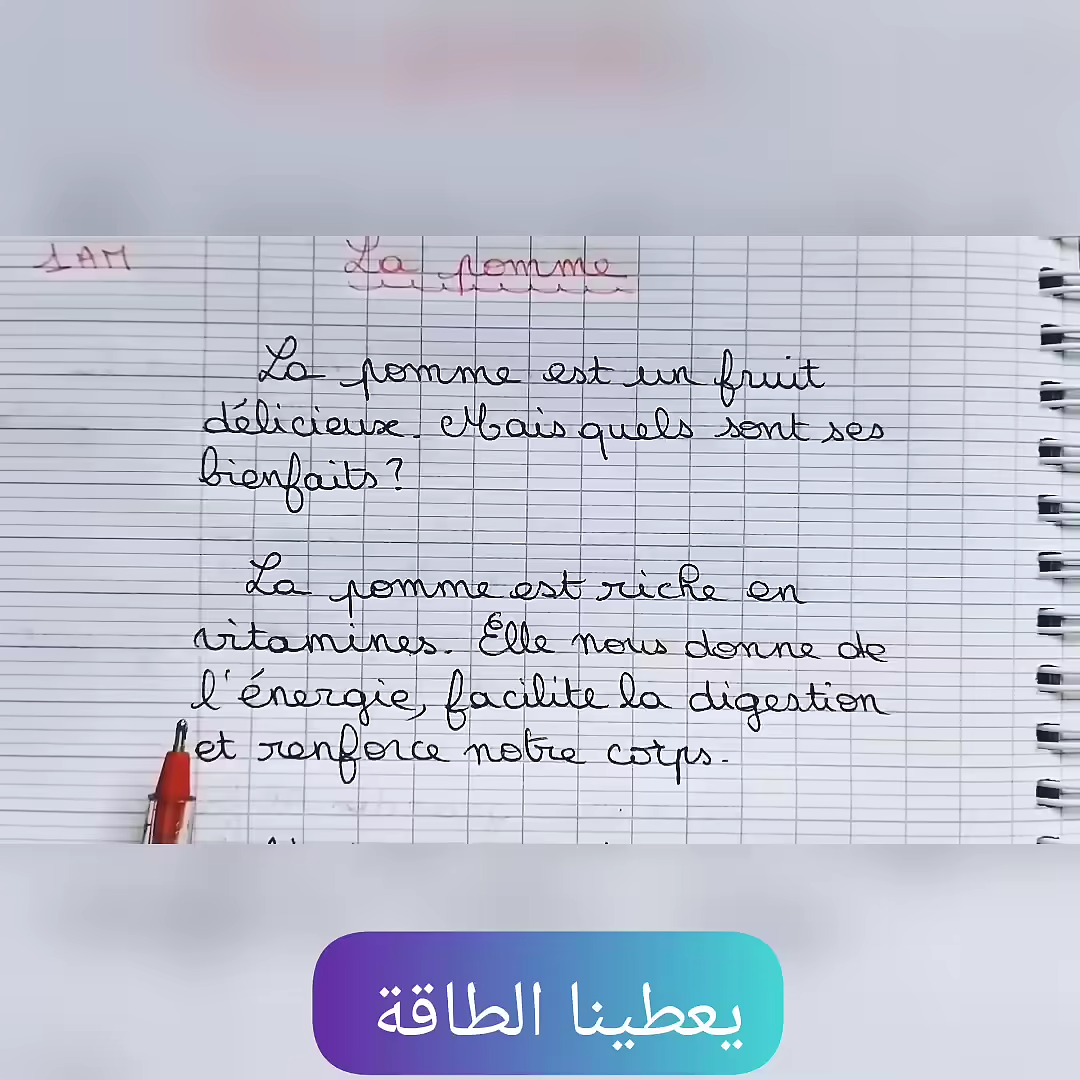 1AM
La pomme
La pomme est un fruit
délicieux. Mais quels sont ses
bienfaits ?
La pomme est riche en
vitamines. Elle nous donne de
l'énergie, facilite la digestion
et renforce notre corps.
يعطينا الطاقة